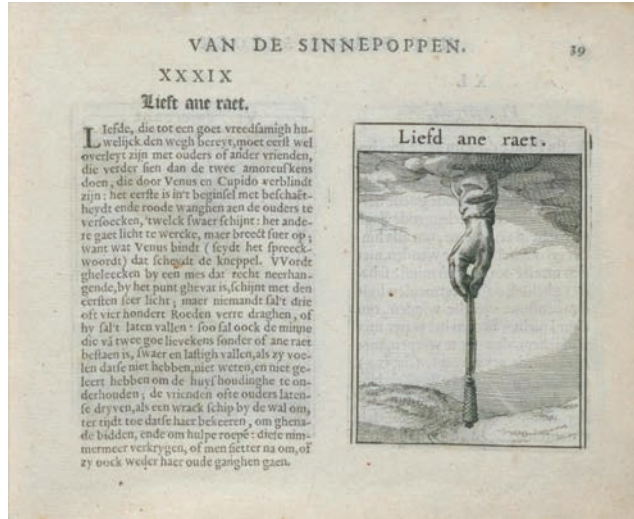 VAN DE SINNEPOPPEN.
39
XXXIX
Lieft ane raet.
LIefde, die tot een goet vreedsamigh hu-
welijck den wegh bereyt, moet eerst wel
overleyt zijn met ouders of ander vrienden,
die verder sien dan de twee amoreuskens
doen, die door Venus en Cupido verblindt
zijn: het eerste is in't beginsel met beschaet-
heydt ende roode wanghen aen de ouders te
versoecken, 'twelck swaer schijnt: het ande-
re gaet licht te wercke, maer breeckt suer op,
want wat Venus bindt (seydt het spreeck-
woordt) dat scheydt de kneppel. VVordt
gheleecken by een mes dat recht neerhan-
gende, by het punt ghevat is, schijnt met den
eersten seer licht; maer niemandt sal't drie
oft vier hondert Roeden verre draghen, of
hy sal't laten vallen: soo sal oock de minne
die vā twee goe lievekens sonder of ane raet
bestaen is, swaer en lastigh vallen, als zy voe-
len datse niet hebben, niet weten, en niet ge-
leert hebben om de huyshoudinghe te on-
derhouden; de vrienden ofte ouders laten-
se dryven, als een wrack schip by de wal om,
ter tijdt toe datse haer bekeeren, om ghena-
de bidden, ende om hulpe roepē: diese nim-
mermeer verkrygen, of men siet'er na om, of
zy oock weder haer oude ganghen gaen.
Liefd ane raet.